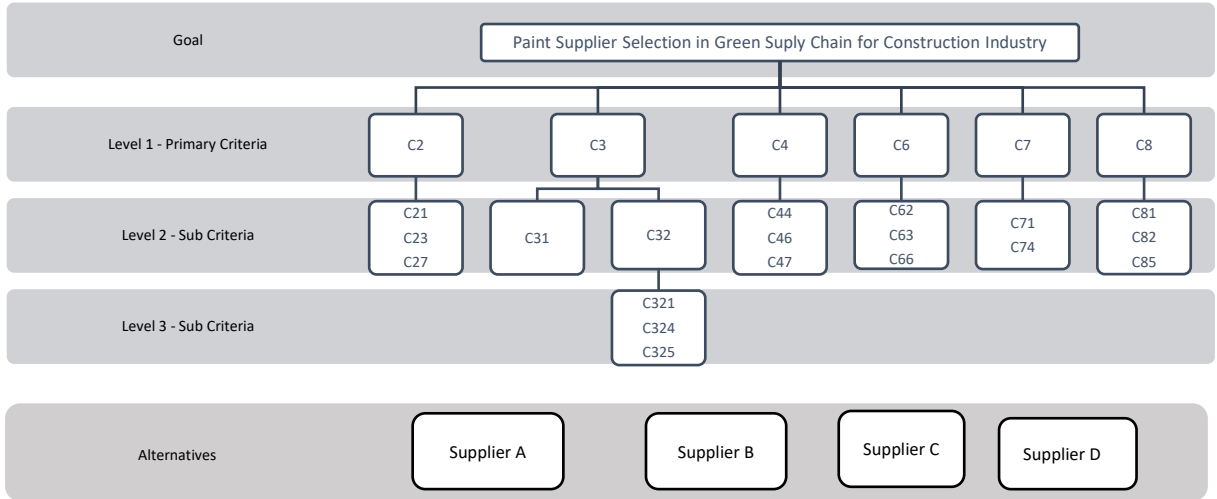 Goal
Paint Supplier Selection in Green Suply Chain for Construction Industry
Level 1 - Primary Criteria
C2
C3
C4
C6
C7
C8
Level 2 - Sub Criteria
C21
C23
C27
C31
C32
C44
C46
C47
C62
C63
C66
C71
C74
C81
C82
C85
Level 3 - Sub Criteria
C321
C324
C325
Alternatives
Supplier A
Supplier B
Supplier C
Supplier D